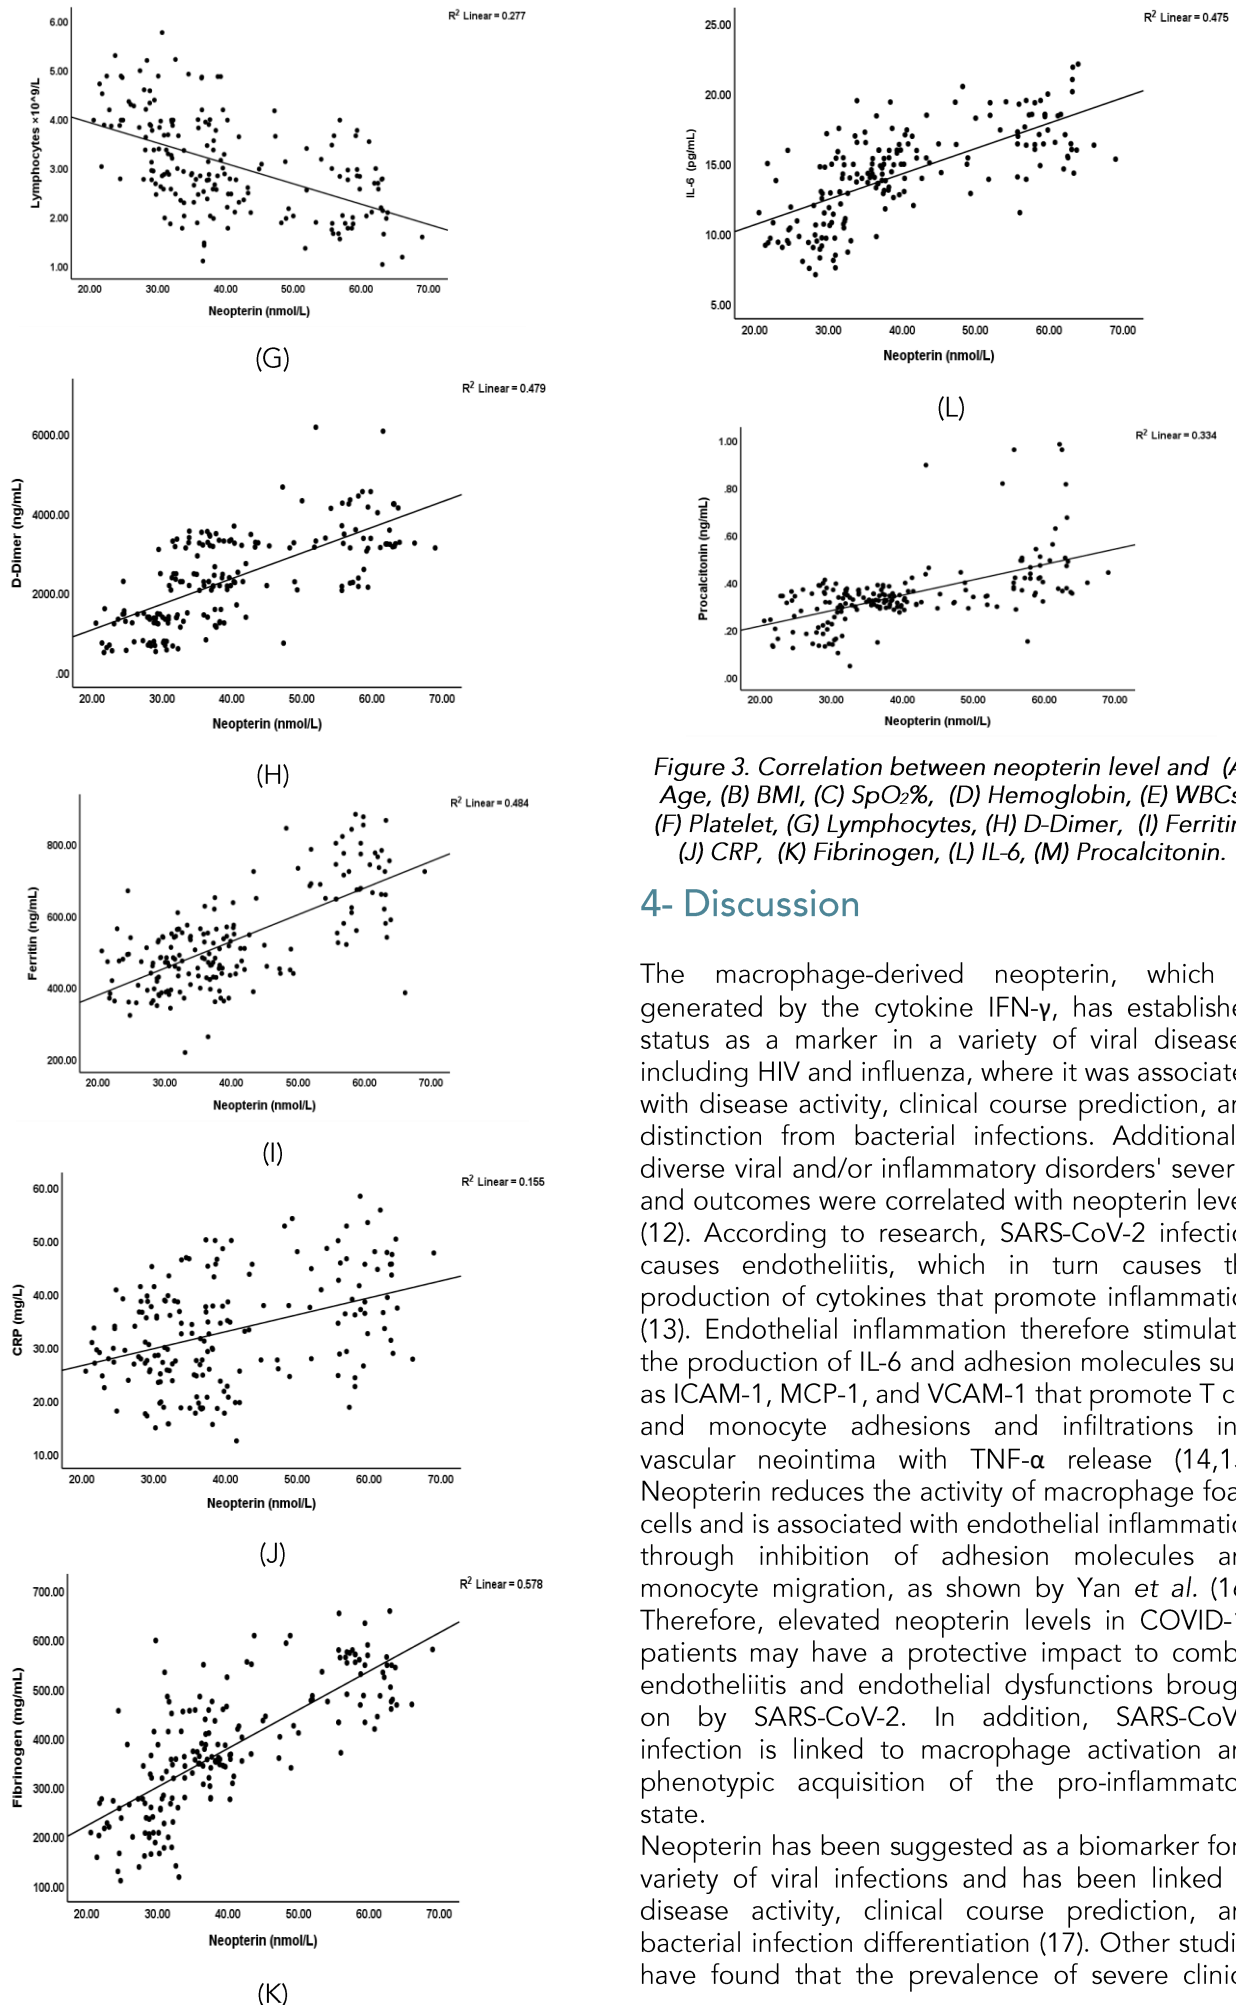 R² Linear = 0.277
6.00
5.00
4.00
3.00
2.00
1.00
Lymphocytes ×10^9/L
20.00 30.00 40.00 50.00 60.00 70.00
Neopterin (nmol/L)
(G)
R² Linear = 0.479
6000.00
4000.00
2000.00
.00
D-Dimer (ng/mL)
20.00 30.00 40.00 50.00 60.00 70.00
Neopterin (nmol/L)
(H)
R² Linear = 0.484
800.00
600.00
400.00
200.00
Ferritin (ng/mL)
20.00 30.00 40.00 50.00 60.00 70.00
Neopterin (nmol/L)
(I)
R² Linear = 0.155
60.00
50.00
40.00
30.00
20.00
10.00
CRP (mg/L)
20.00 30.00 40.00 50.00 60.00 70.00
Neopterin (nmol/L)
(J)
R² Linear = 0.578
700.00
600.00
500.00
400.00
300.00
200.00
100.00
Fibrinogen (mg/mL)
20.00 30.00 40.00 50.00 60.00 70.00
Neopterin (nmol/L)
(K)
R² Linear = 0.475
25.00
20.00
15.00
10.00
5.00
IL-6 (pg/mL)
20.00 30.00 40.00 50.00 60.00 70.00
Neopterin (nmol/L)
(L)
R² Linear = 0.334
1.00
.80
.60
.40
.20
.00
Procalcitonin (ng/mL)
20.00 30.00 40.00 50.00 60.00 70.00
Neopterin (nmol/L)
Figure 3. Correlation between neopterin level and (A
Age, (B) BMI, (C) SpO₂%, (D) Hemoglobin, (E) WBCs
(F) Platelet, (G) Lymphocytes, (H) D-Dimer, (I) Ferritin
(J) CRP, (K) Fibrinogen, (L) IL-6, (M) Procalcitonin.
4- Discussion
The macrophage-derived neopterin, which
generated by the cytokine IFN-γ, has establishe
status as a marker in a variety of viral disease
including HIV and influenza, where it was associate
with disease activity, clinical course prediction, an
distinction from bacterial infections. Additional
diverse viral and/or inflammatory disorders' sever
and outcomes were correlated with neopterin leve
(12). According to research, SARS-CoV-2 infectio
causes endotheliitis, which in turn causes th
production of cytokines that promote inflammatio
(13). Endothelial inflammation therefore stimulat
the production of IL-6 and adhesion molecules su
as ICAM-1, MCP-1, and VCAM-1 that promote T c
and monocyte adhesions and infiltrations in
vascular neointima with TNF-α release (14,15
Neopterin reduces the activity of macrophage foa
cells and is associated with endothelial inflammatio
through inhibition of adhesion molecules an
monocyte migration, as shown by Yan et al. (16
Therefore, elevated neopterin levels in COVID-1
patients may have a protective impact to comb
endotheliitis and endothelial dysfunctions broug
on by SARS-CoV-2. In addition, SARS-CoV
infection is linked to macrophage activation an
phenotypic acquisition of the pro-inflammato
state.
Neopterin has been suggested as a biomarker for
variety of viral infections and has been linked
disease activity, clinical course prediction, an
bacterial infection differentiation (17). Other studi
have found that the prevalence of severe clinic